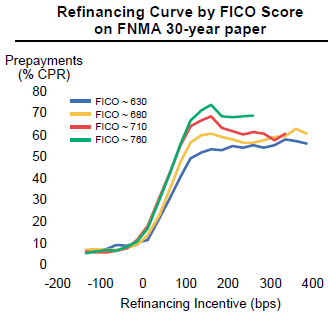 Refinancing Curve by FICO Score
on FNMA 30-year paper
Prepayments
(% CPR)
80
70
60
50
40
30
20
10
0
FICO ~ 630
FICO ~ 680
FICO ~ 710
FICO ~ 760
-200 -100 0 100 200 300 400
Refinancing Incentive (bps)